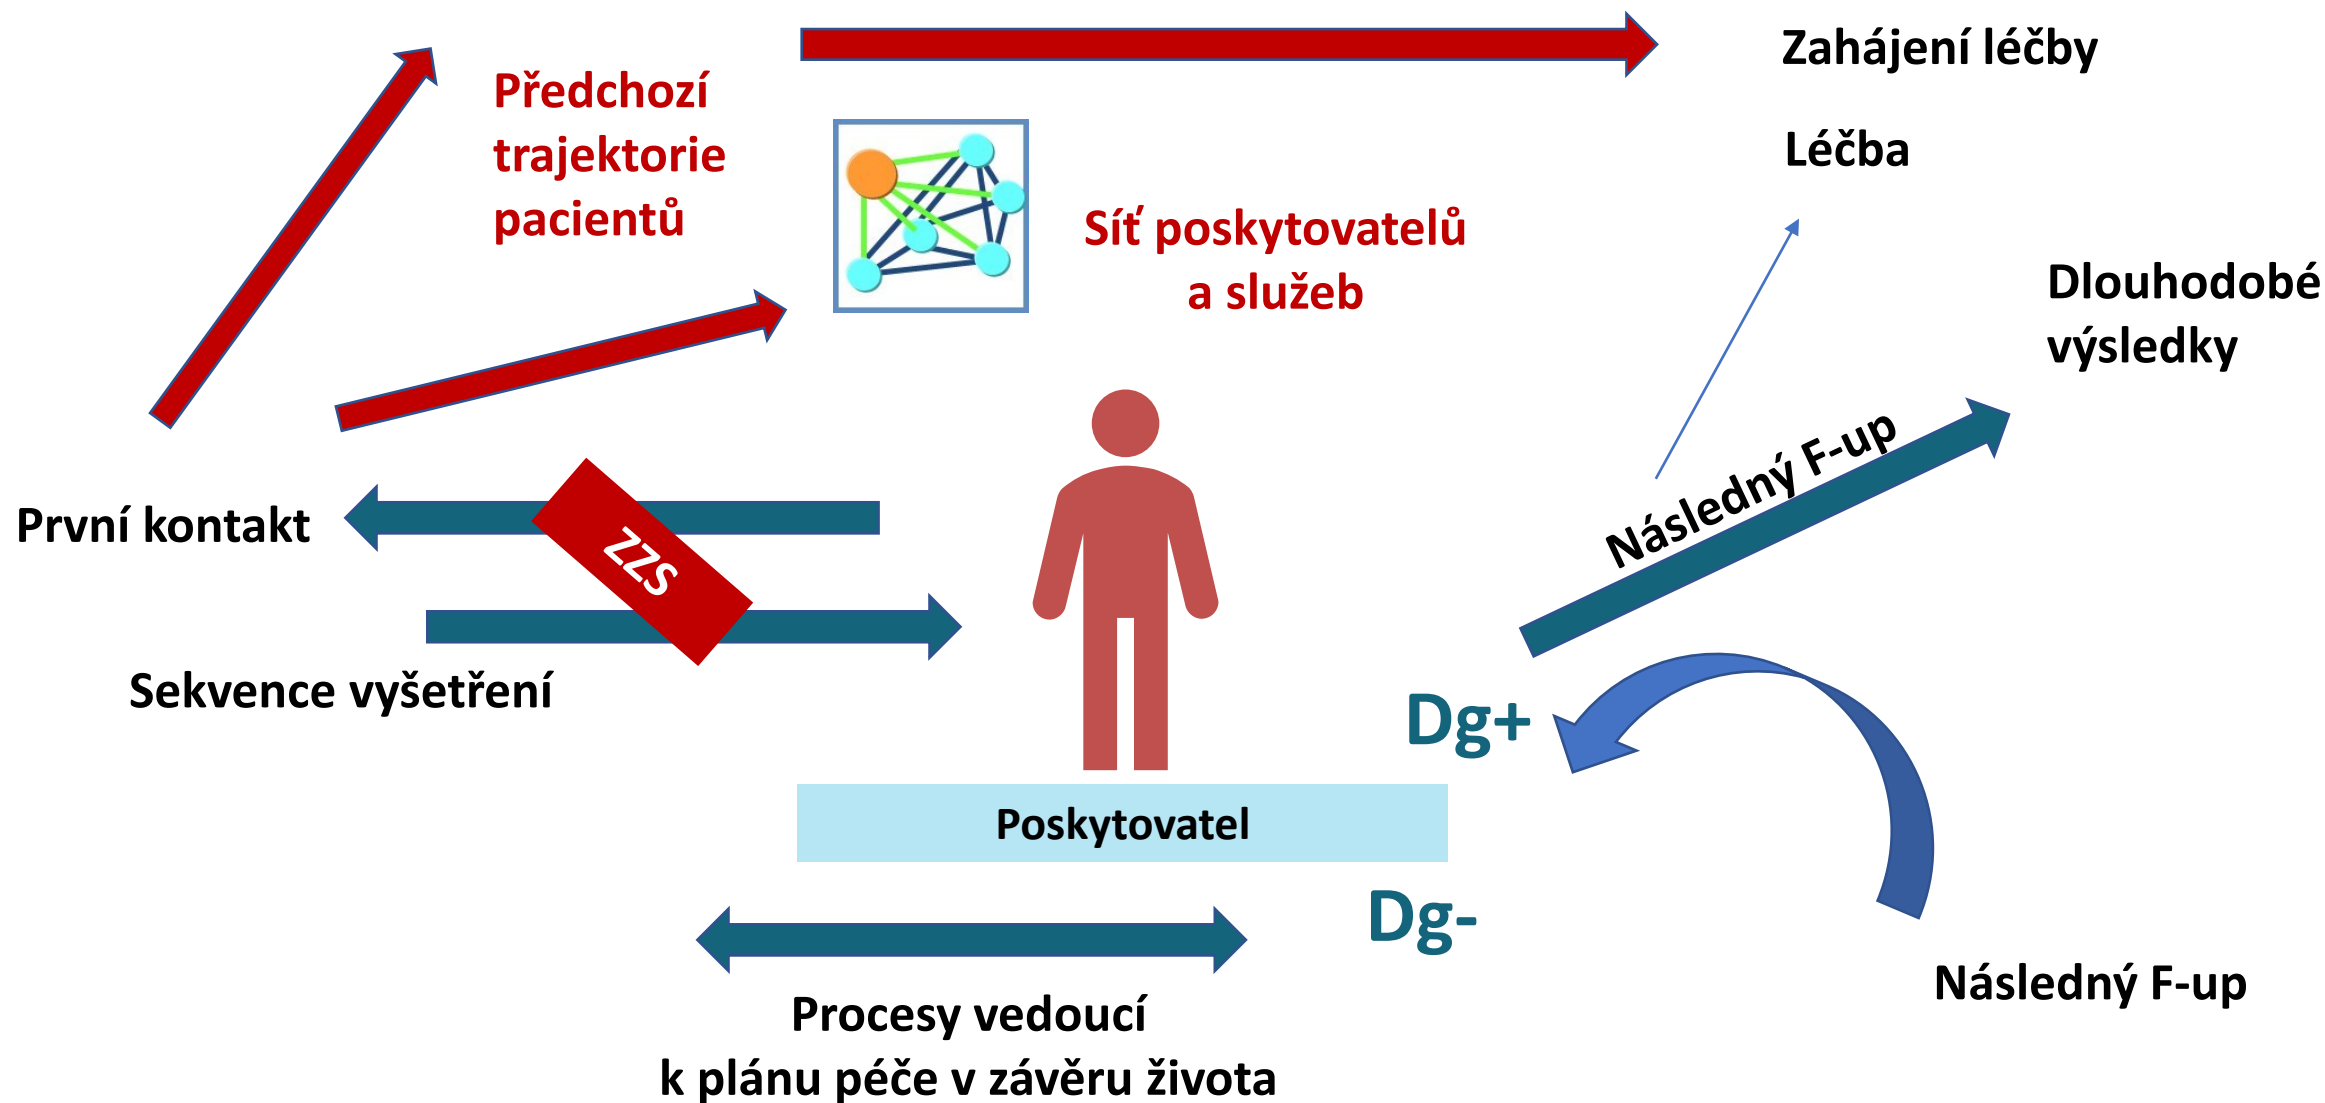 Předchozí
trajektorie
pacientů
Síť poskytovatelů
a služeb
Zahájení léčby
Léčba
Dlouhodobé
výsledky
První kontakt
ZZS
Sekvence vyšetření
Následný F-up
Dg+
Poskytovatel
Dg-
Následný F-up
Procesy vedoucí
k plánu péče v závěru života